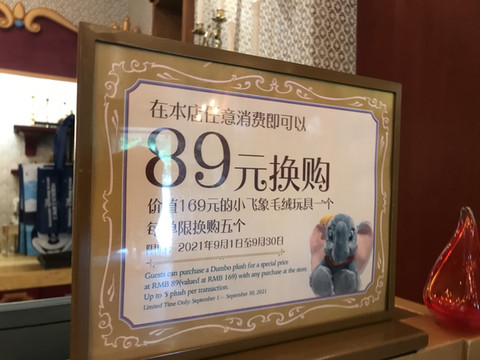 在本店任意消费即可以
89元换购
价值169元的小飞象毛绒玩具一个
每单限换购五个
限时：2021年9月1日至9月30日
Guests can purchase a Dumbo plush for a special price
at RMB 89(valued at RMB 169) with any purchase at the store.
Up to 5 plush per transaction.
Limited Time Only: September 1 - September 30, 2021